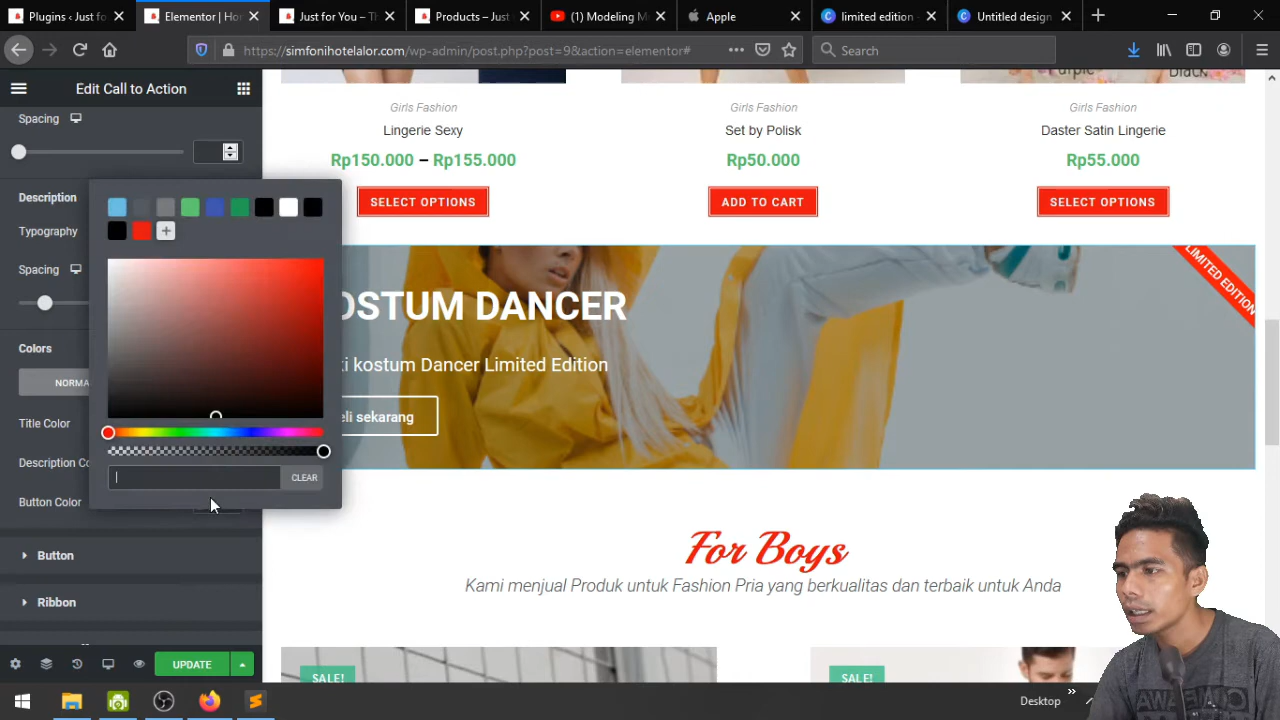 Plugins ‹ Just fo
Elementor | Ho
Just for You – Th
Products – Just
(1) Modeling M
Apple
limited edition -
Untitled design
https://simfonihotelalor.com/wp-admin/post.php?post=9&action=elementor#
Search
Edit Call to Action
Spacing
Description
Typography
Spacing
Colors
NORMA
Title Color
Description Co
Button Color
CLEAR
Button
Ribbon
UPDATE
Purple
Black
Girls Fashion
Girls Fashion
Girls Fashion
Lingerie Sexy
Set by Polisk
Daster Satin Lingerie
Rp150.000 – Rp155.000
Rp50.000
Rp55.000
SELECT OPTIONS
ADD TO CART
SELECT OPTIONS
LIMITED EDITION
OSTUM DANCER
ti kostum Dancer Limited Edition
eli sekarang
For Boys
Kami menjual Produk untuk Fashion Pria yang berkualitas dan terbaik untuk Anda
SALE!
SALE!
Desktop